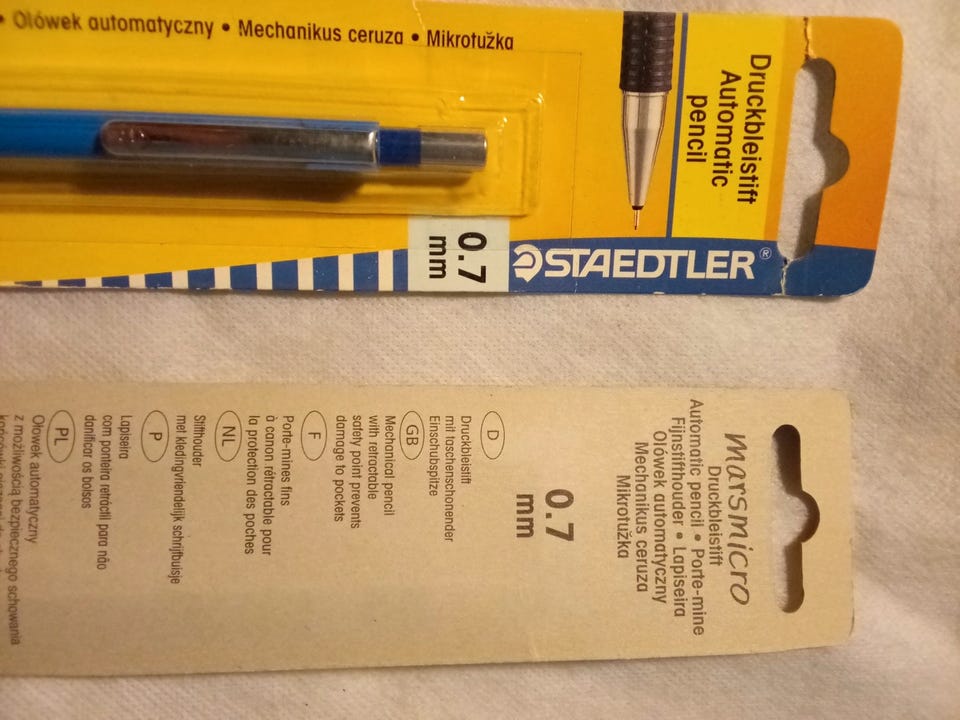 • Ołówek automatyczny • Mechanikus ceruza • Mikrotužka
Druckbleistift
Automatic
pencil
STAEDTLER®
0.7
mm
marsmicro
Druckbleistift
Automatic pencil • Porte-mine
Fijnstifthouder • Lapiseira
Ołówek automatyczny
Mechanikus ceruza
Mikrotužka
0.7
mm
D
Druckbleistift
mit taschenschonender
Einschubspitze
GB
Mechanical pencil
with retractable
safety point prevents
damage to pockets
F
Porte-mines fins
à canon rétractable pour
la protection des poches
NL
Stifthouder
met kledingvriendelijk schrijfbuisje
P
Lapiseira
com ponteira retráctil para não
danificar os bolsos
PL
Ołówek automatyczny
z możliwością bezpiecznego schowania